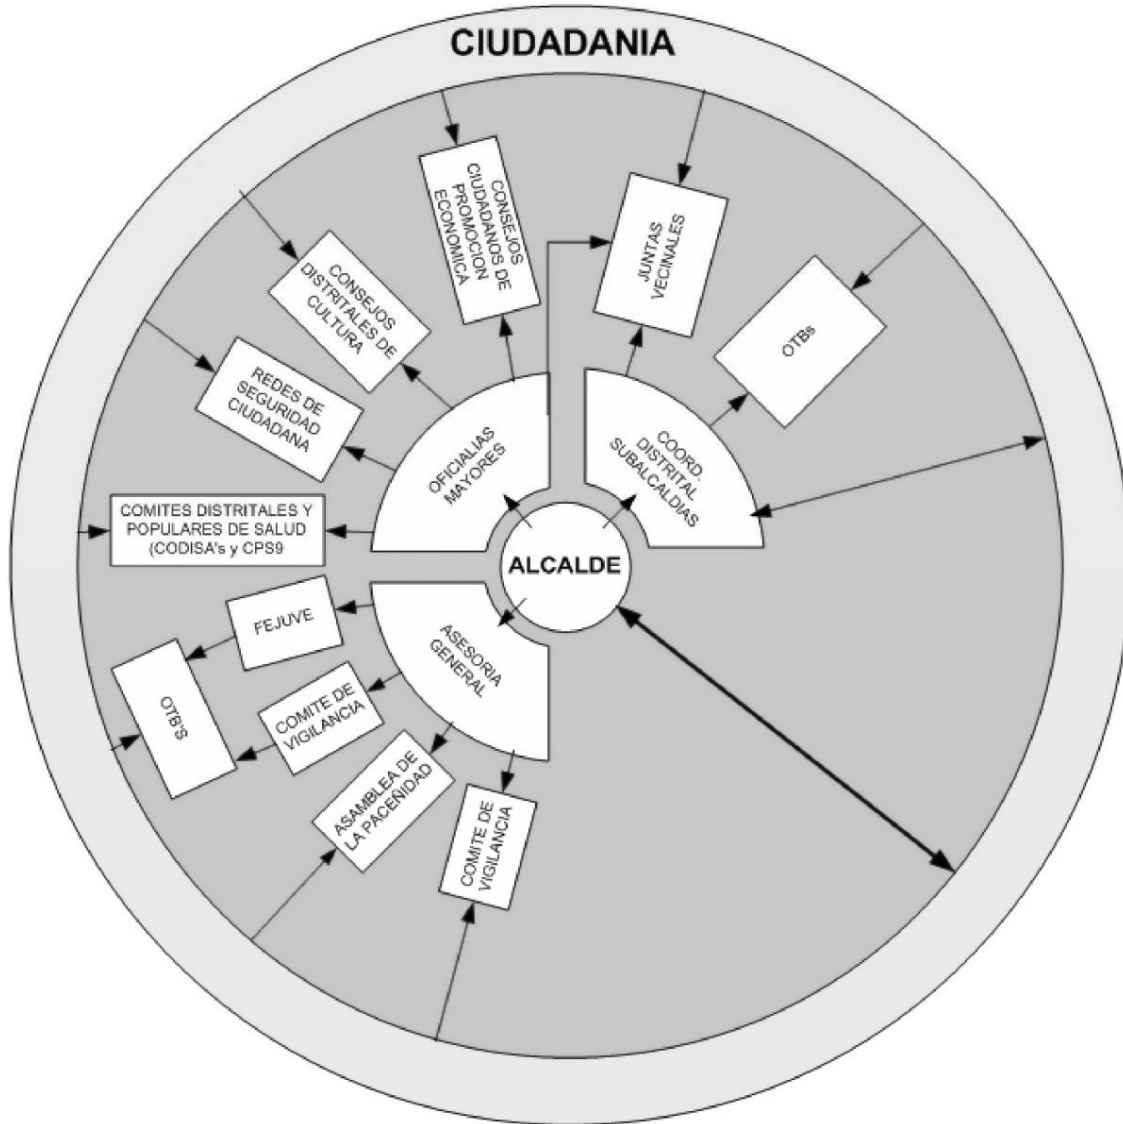 CIUDADANIA
CONSEJOS
CIUDADANOS DE
PROMOCION
ECONOMICA
JUNTAS
VECINALES
CONSEJOS
DISTRITALES DE
CULTURA
OTBs
REDES DE
SEGURIDAD
CIUDADANA
OFICIALIAS
MAYORES
COORD.
DISTRITAL
SUBALCALDIAS
COMITES DISTRITALES Y
POPULARES DE SALUD
(CODISA's y CPS9
ALCALDE
FEJUVE
ASESORIA
GENERAL
OTB'S
COMITE DE
VIGILANCIA
ASAMBLEA DE
LA PACEÑIDAD
COMITE DE
VIGILANCIA